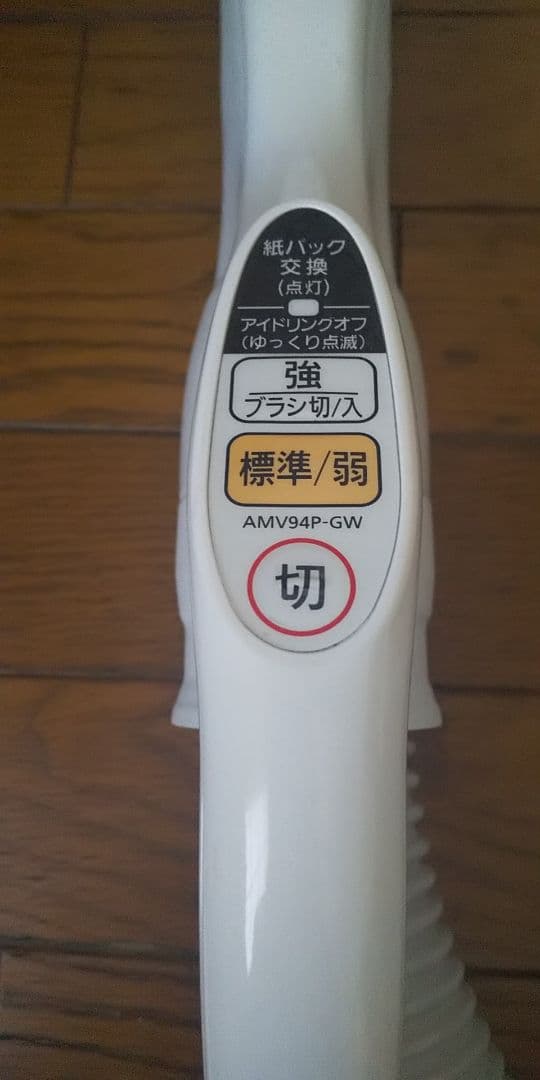 紙パック
交換
(点灯)
アイドリングオフ
(ゆっくり点滅)
強
ブラシ切/入
標準/弱
AMV94P-GW
切